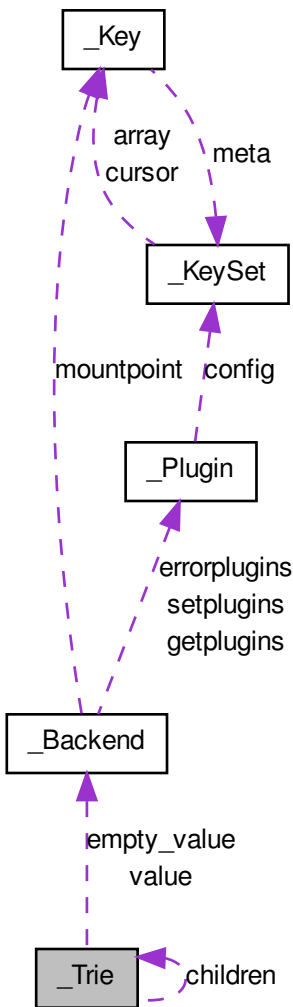 _Key
array
cursor
meta
_KeySet
mountpoint
config
_Plugin
errorplugins
setplugins
getplugins
_Backend
empty_value
value
_Trie
children